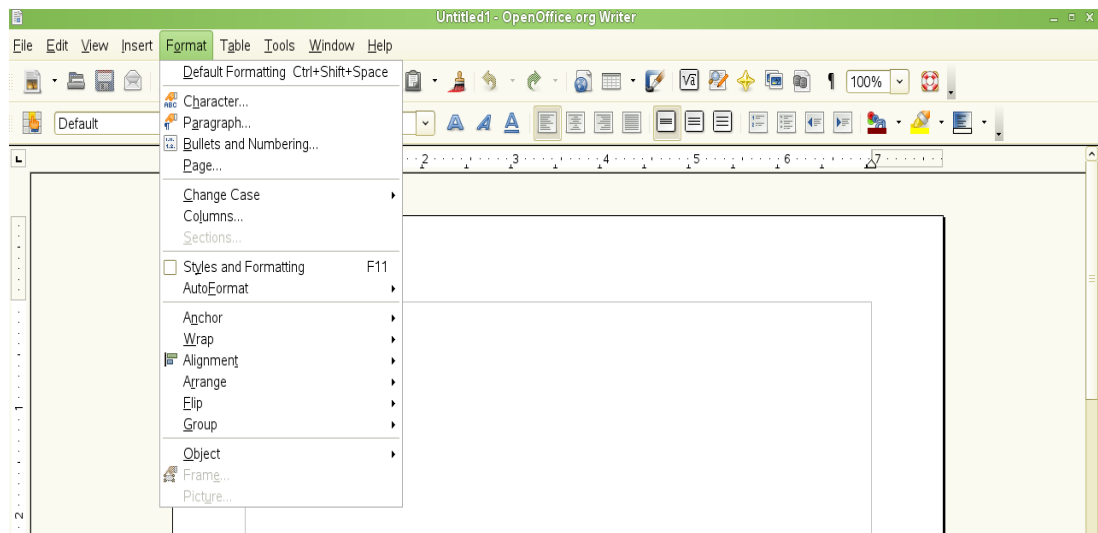 Untitled1 - OpenOffice.org Writer
File Edit View Insert Format Table Tools Window Help
Default Formatting Ctrl+Shift+Space
100%
Character...
ABC
Default
Paragraph...
Bullets and Numbering...
Page...
2 3 4 5 6 7
Change Case
Columns...
Sections...
Styles and Formatting F11
AutoFormat
Anchor
Wrap
Alignment
Arrange
Flip
Group
1
Object
Frame...
Picture...
2